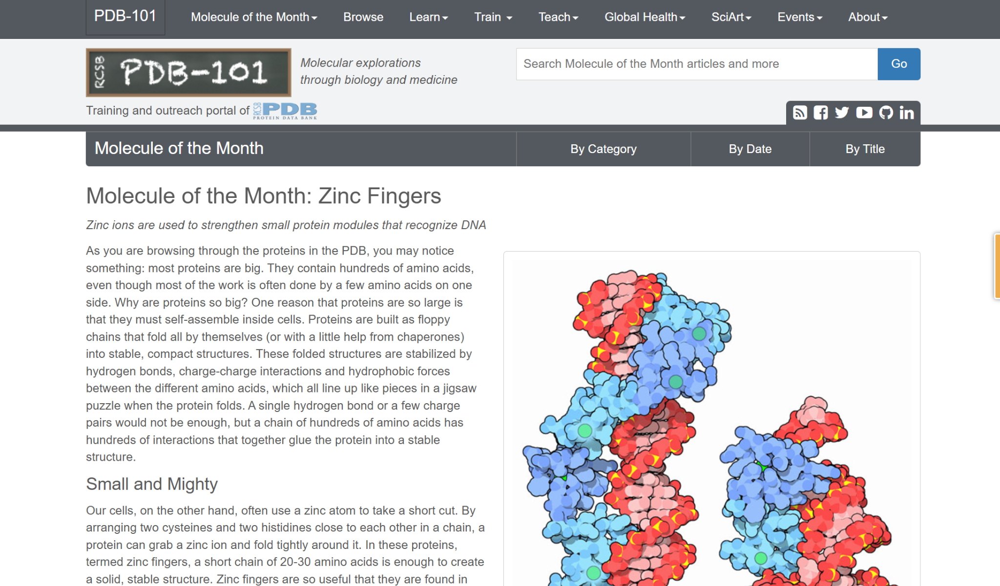 PDB-101
Molecule of the Month
Browse
Learn
Train
Teach
Global Health
SciArt
Events
About
RCSB
PDB-101
Molecular explorations
through biology and medicine
Search Molecule of the Month articles and more
Go
Training and outreach portal of
RCSB PDB
PROTEIN DATA BANK
Molecule of the Month
By Category
By Date
By Title
Molecule of the Month: Zinc Fingers
Zinc ions are used to strengthen small protein modules that recognize DNA
As you are browsing through the proteins in the PDB, you may notice
something: most proteins are big. They contain hundreds of amino acids,
even though most of the work is often done by a few amino acids on one
side. Why are proteins so big? One reason that proteins are so large is
that they must self-assemble inside cells. Proteins are built as floppy
chains that fold all by themselves (or with a little help from chaperones)
into stable, compact structures. These folded structures are stabilized by
hydrogen bonds, charge-charge interactions and hydrophobic forces
between the different amino acids, which all line up like pieces in a jigsaw
puzzle when the protein folds. A single hydrogen bond or a few charge
pairs would not be enough, but a chain of hundreds of amino acids has
hundreds of interactions that together glue the protein into a stable
structure.
Small and Mighty
Our cells, on the other hand, often use a zinc atom to take a short cut. By
arranging two cysteines and two histidines close to each other in a chain, a
protein can grab a zinc ion and fold tightly around it. In these proteins,
termed zinc fingers, a short chain of 20-30 amino acids is enough to create
a solid, stable structure. Zinc fingers are so useful that they are found in